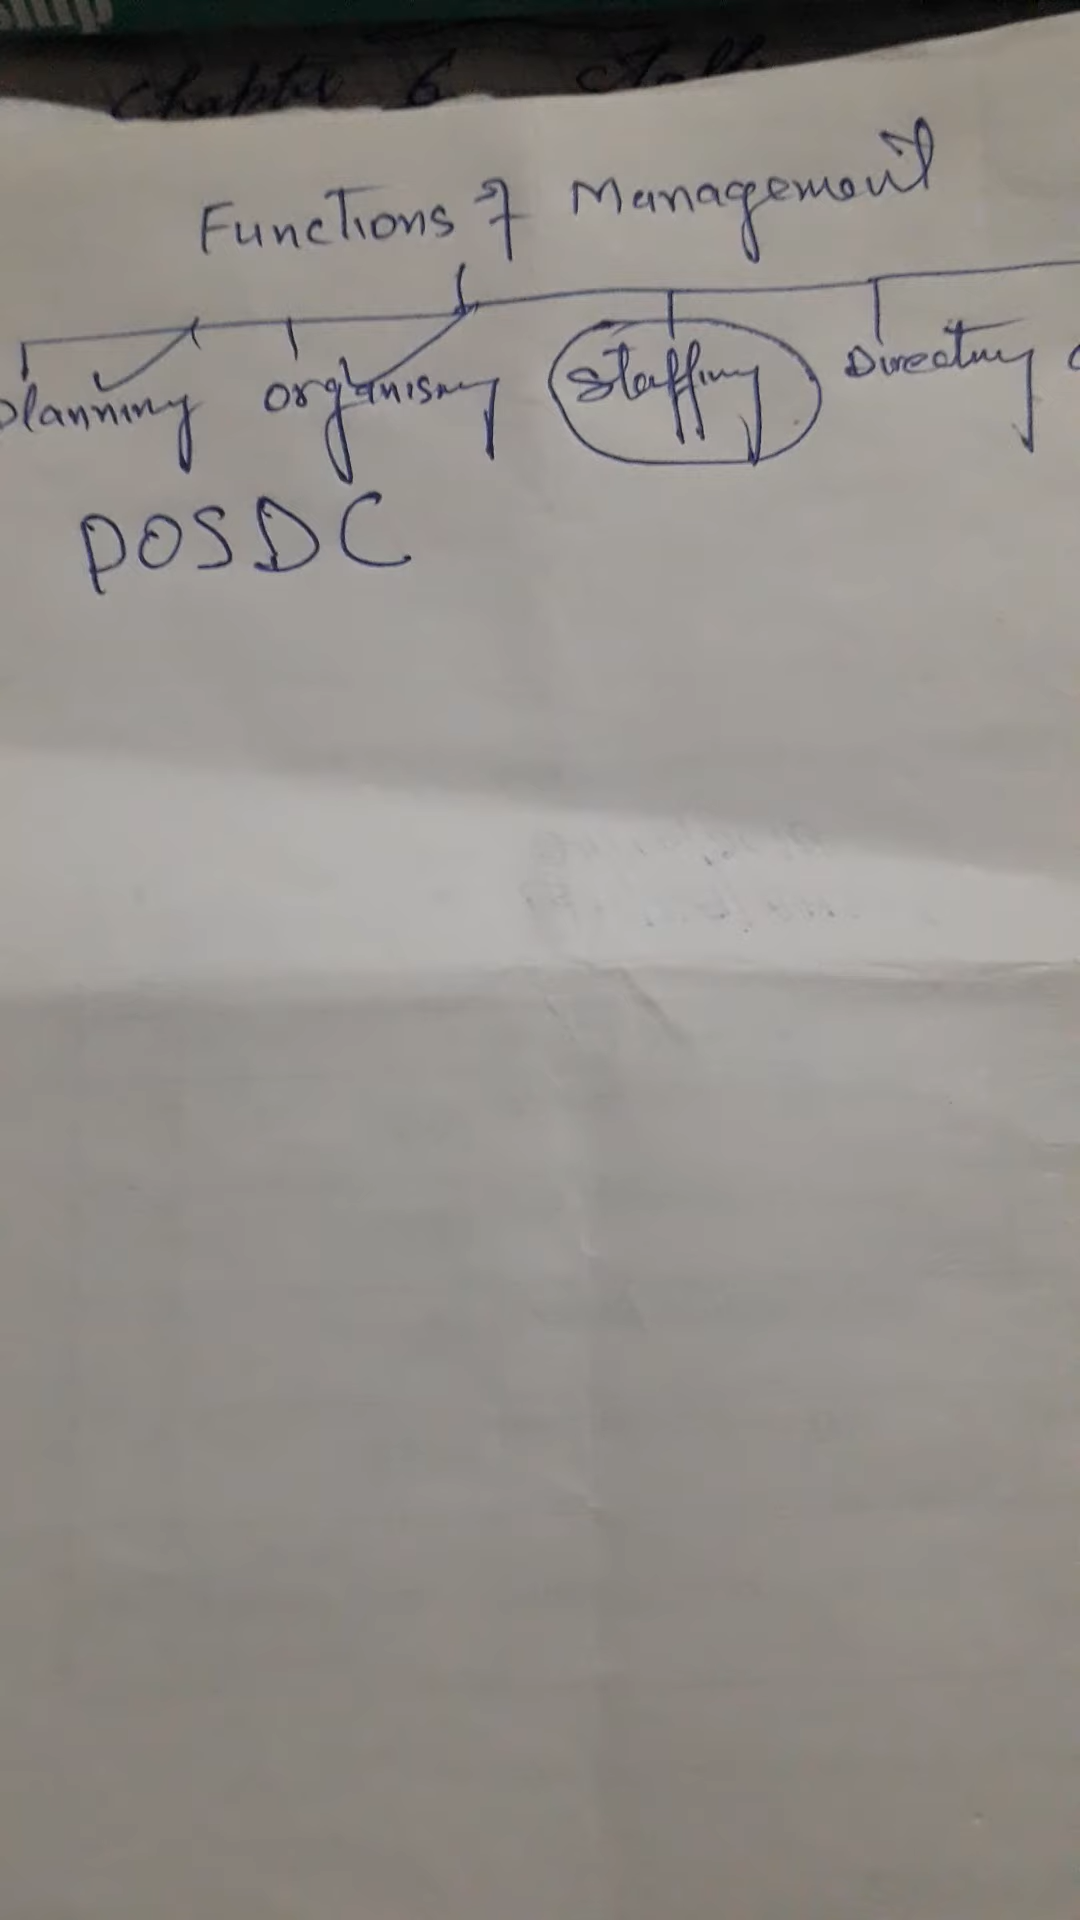 Chapter 6
Functions of Management
Planning organising Staffing Directing
POSDC